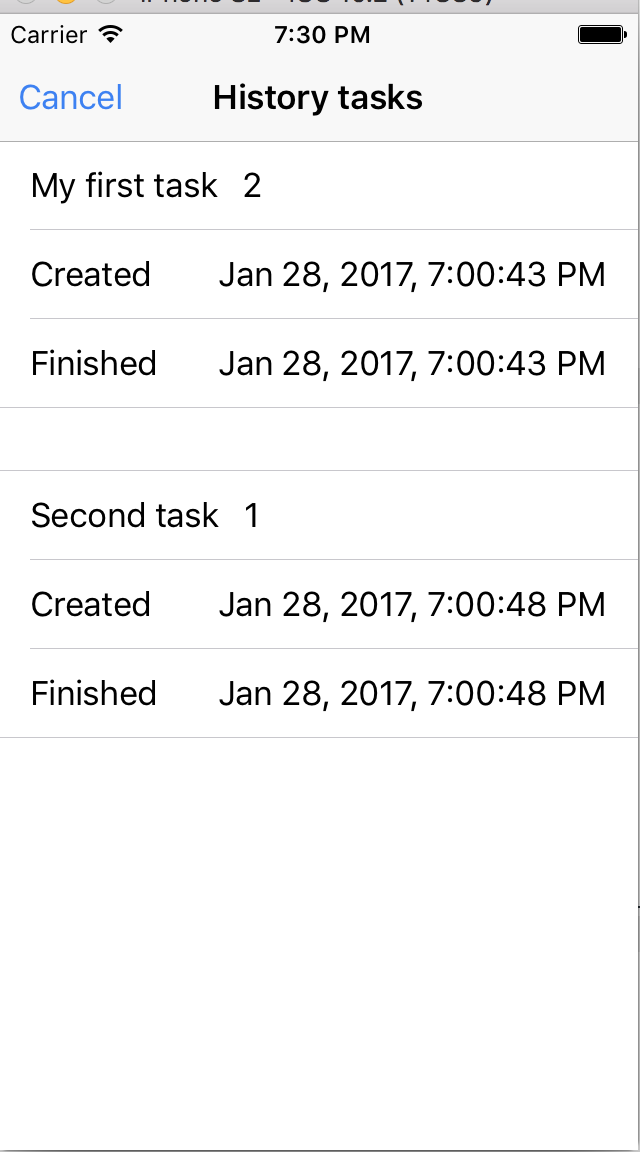 Carrier 7:30 PM
Cancel History tasks
My first task 2
Created Jan 28, 2017, 7:00:43 PM
Finished Jan 28, 2017, 7:00:43 PM
Second task 1
Created Jan 28, 2017, 7:00:48 PM
Finished Jan 28, 2017, 7:00:48 PM